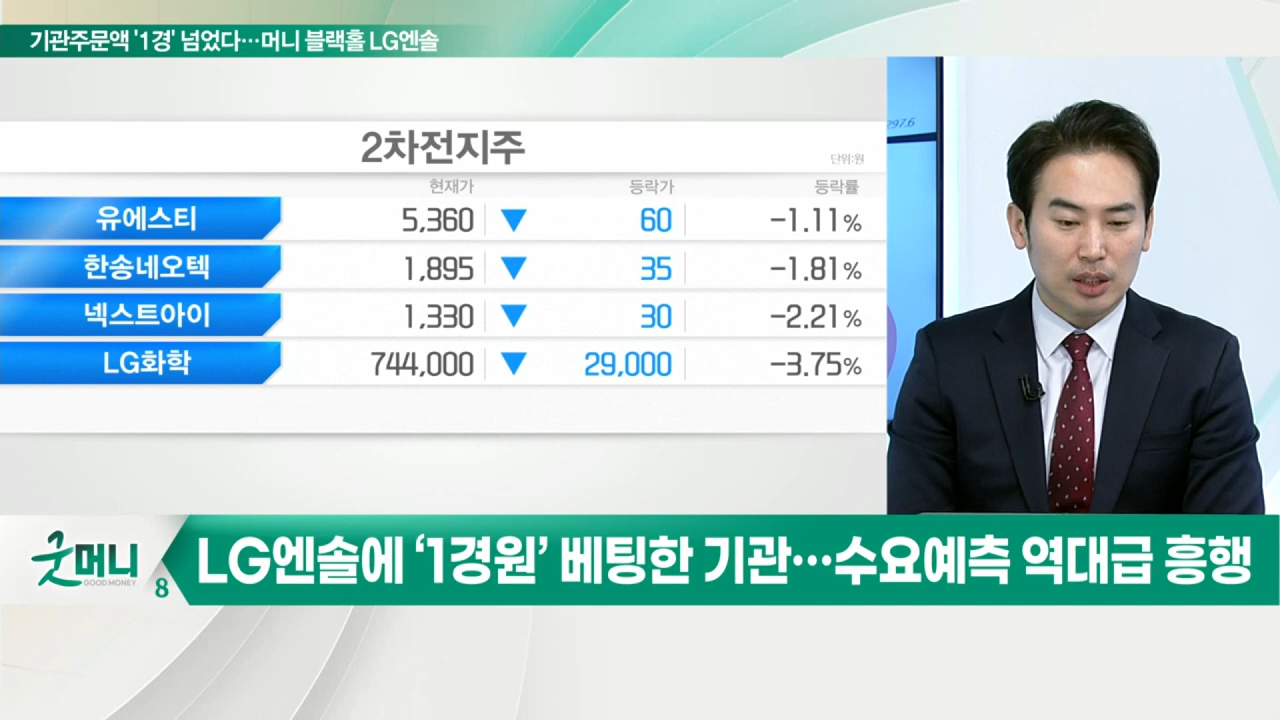 기관주문액 '1경' 넘었다…머니 블랙홀 LG엔솔
297.6
2차전지주
단위:원
현재가 등락가 등락률
유에스티 5,360 ▼ 60 -1.11%
한송네오텍 1,895 ▼ 35 -1.81%
넥스트아이 1,330 ▼ 30 -2.21%
LG화학 744,000 ▼ 29,000 -3.75%
굿머니
GOOD MONEY
8
LG엔솔에 ‘1경원’ 베팅한 기관…수요예측 역대급 흥행